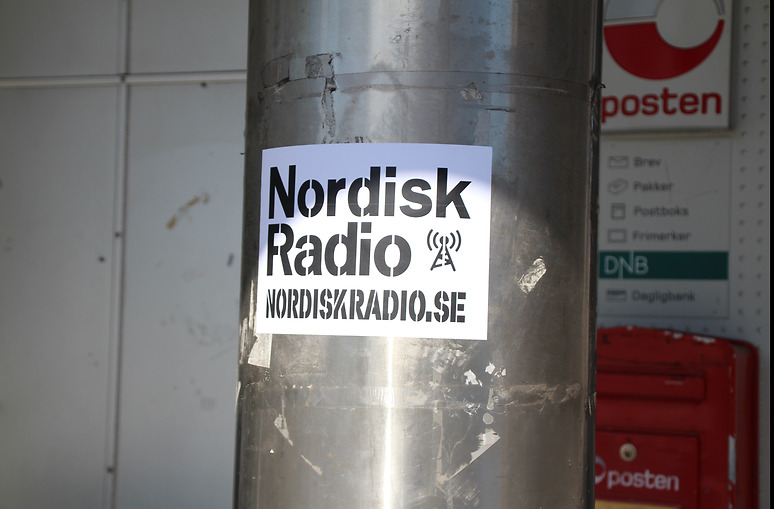 Nordisk
Radio
NORDISKRADIO.SE
posten
Brev
Pakker
Postboks
Frimerker
DNB
Dagligbank
posten